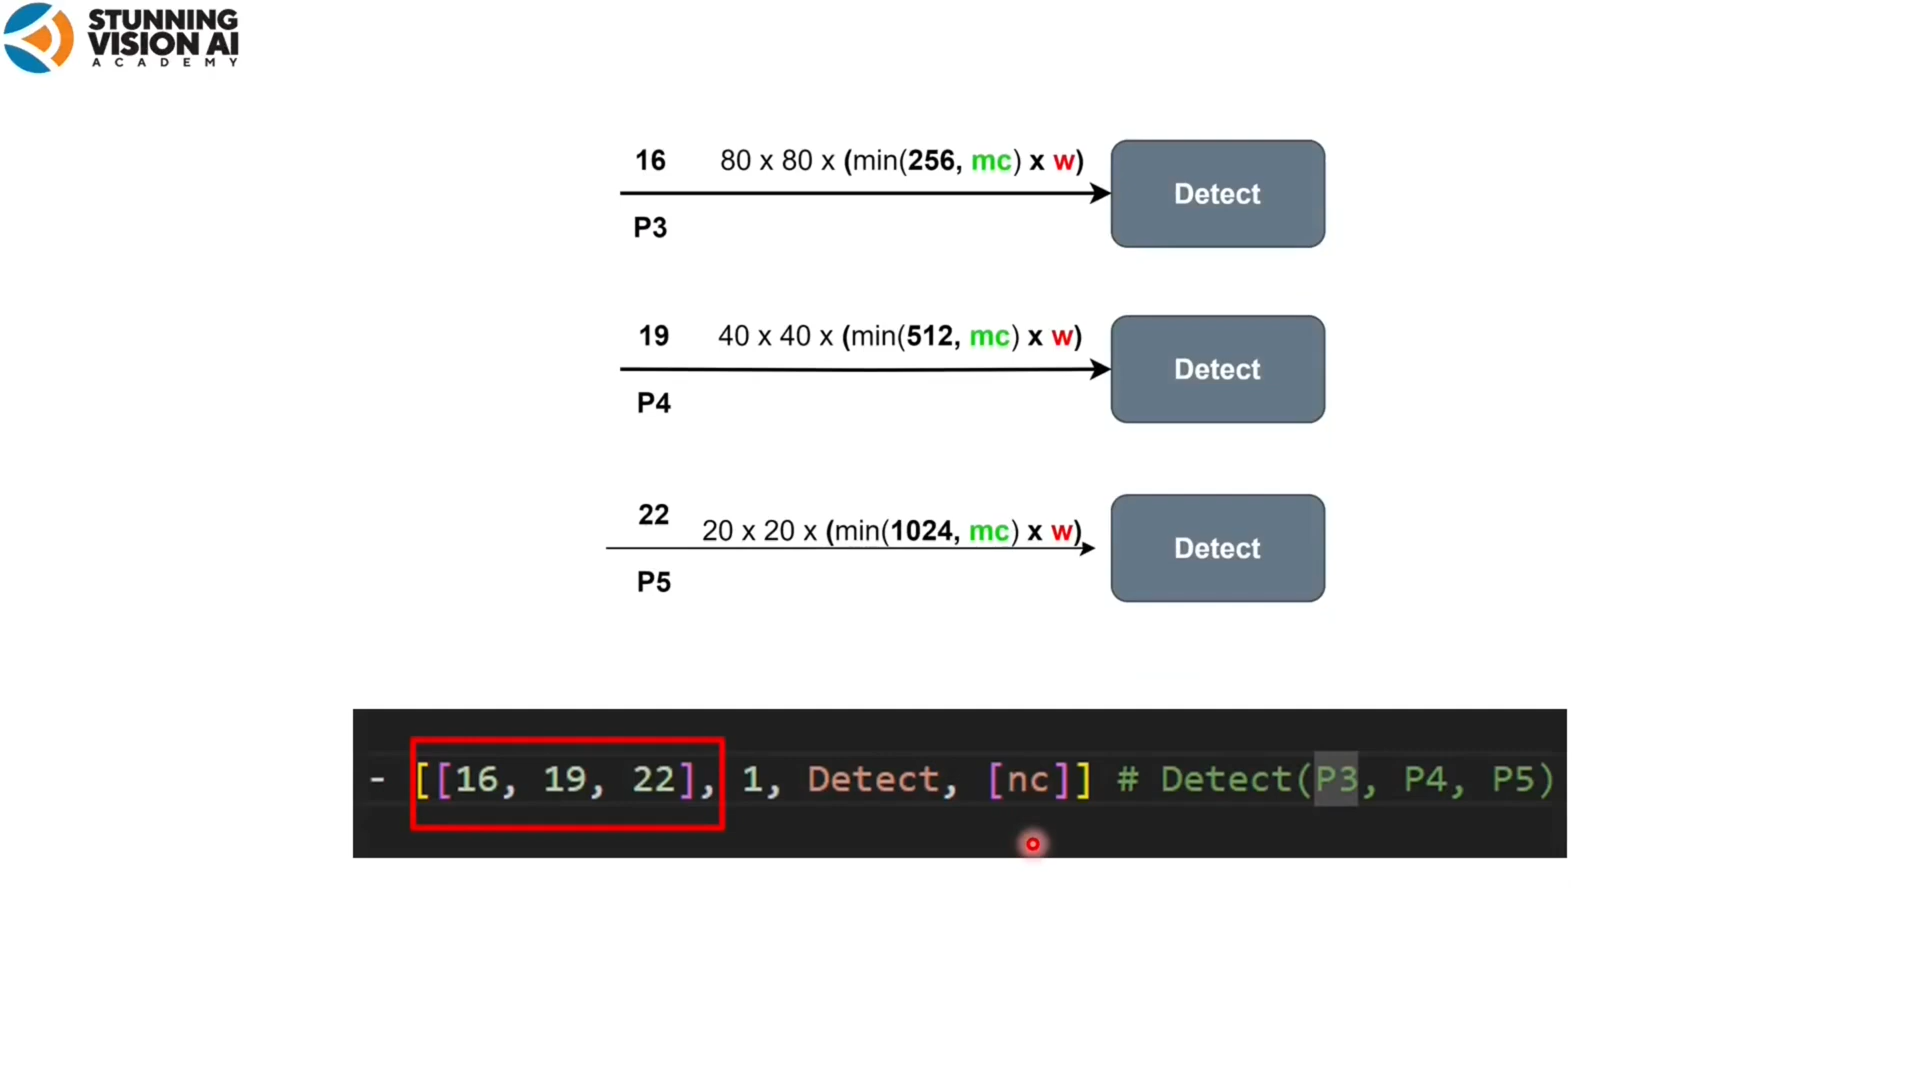 STUNNING
VISION AI
ACADEMY
16 80 x 80 x (min(256, mc) x w)
P3
Detect
19 40 x 40 x (min(512, mc) x w)
P4
Detect
22 20 x 20 x (min(1024, mc) x w)
P5
Detect
- [[16, 19, 22], 1, Detect, [nc]] # Detect(P3, P4, P5)